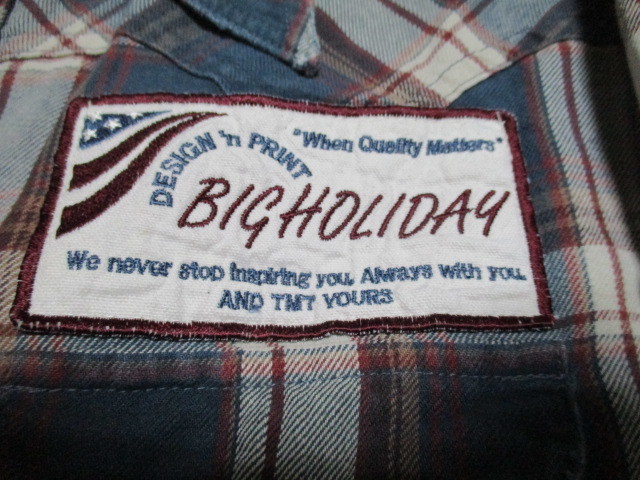 DESIGN 'n PRINT
"When Quality Matters"
BIGHOLIDAY
We never stop inspiring you. Always with you.
AND TMT YOURS